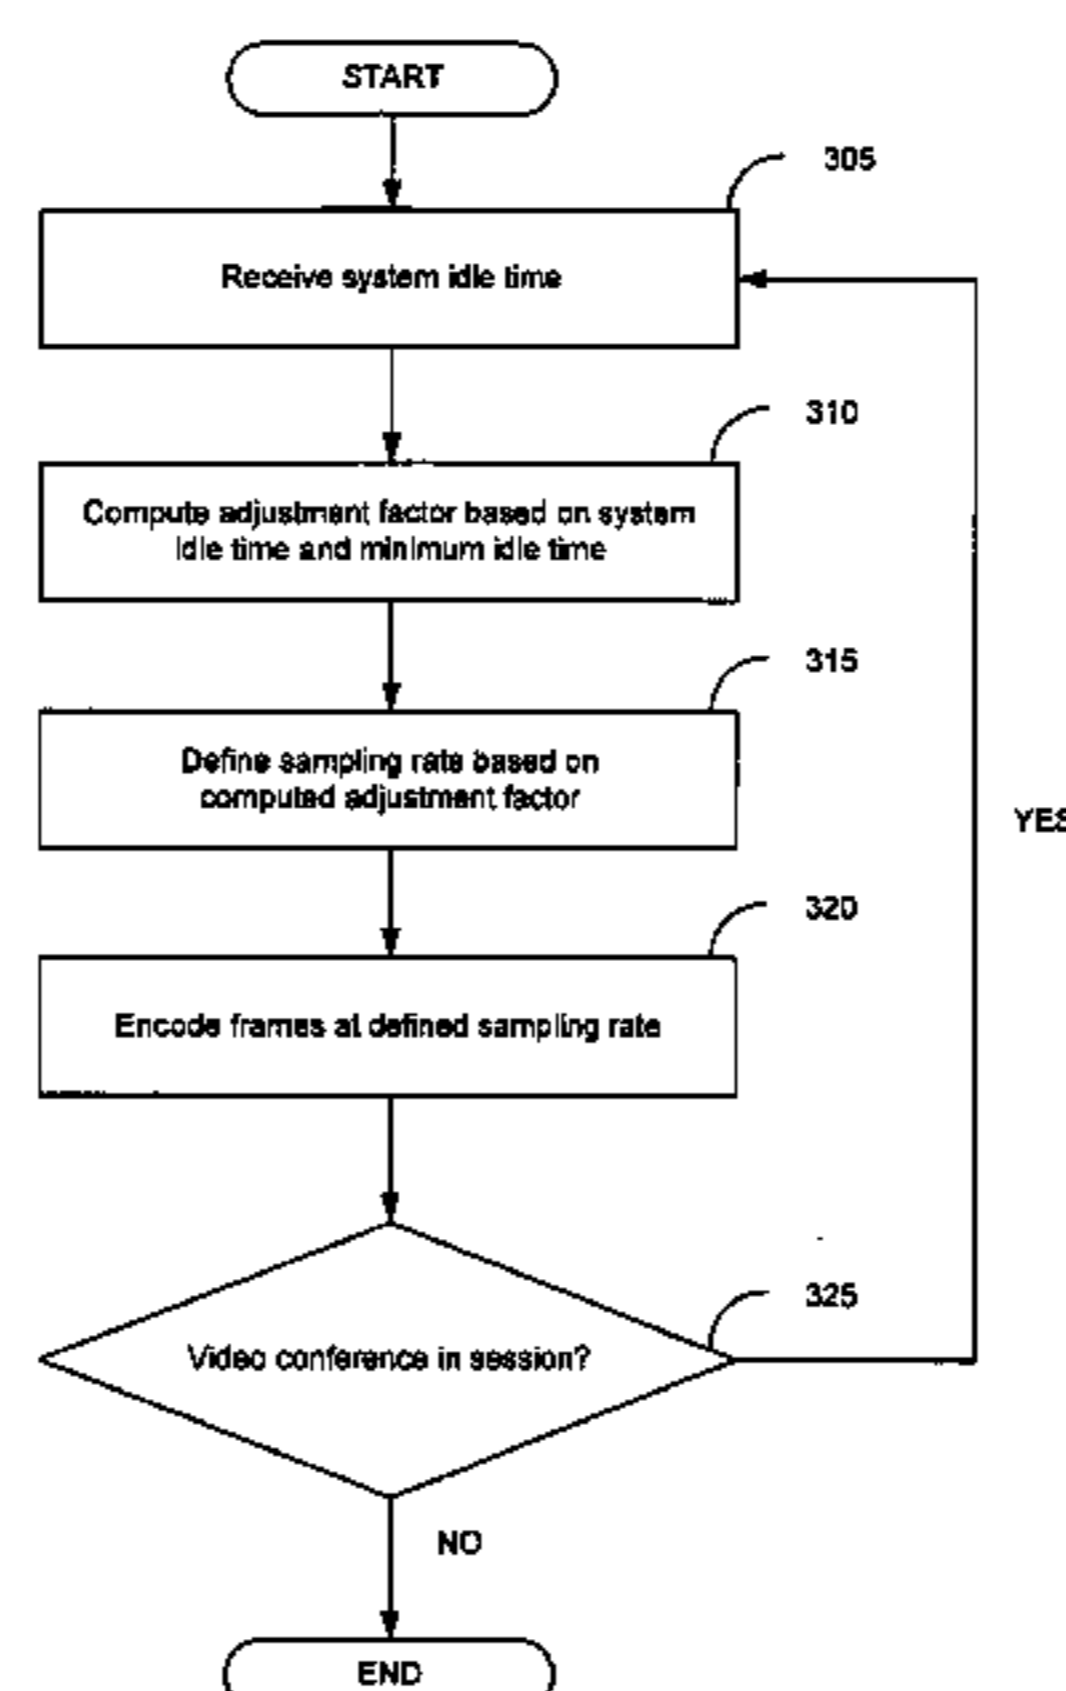 START
305
Receive system idle time
310
Compute adjustment factor based on system
idle time and minimum idle time
315
Define sampling rate based on
computed adjustment factor
YES
320
Encode frames at defined sampling rate
325
Video conference in session?
NO
END